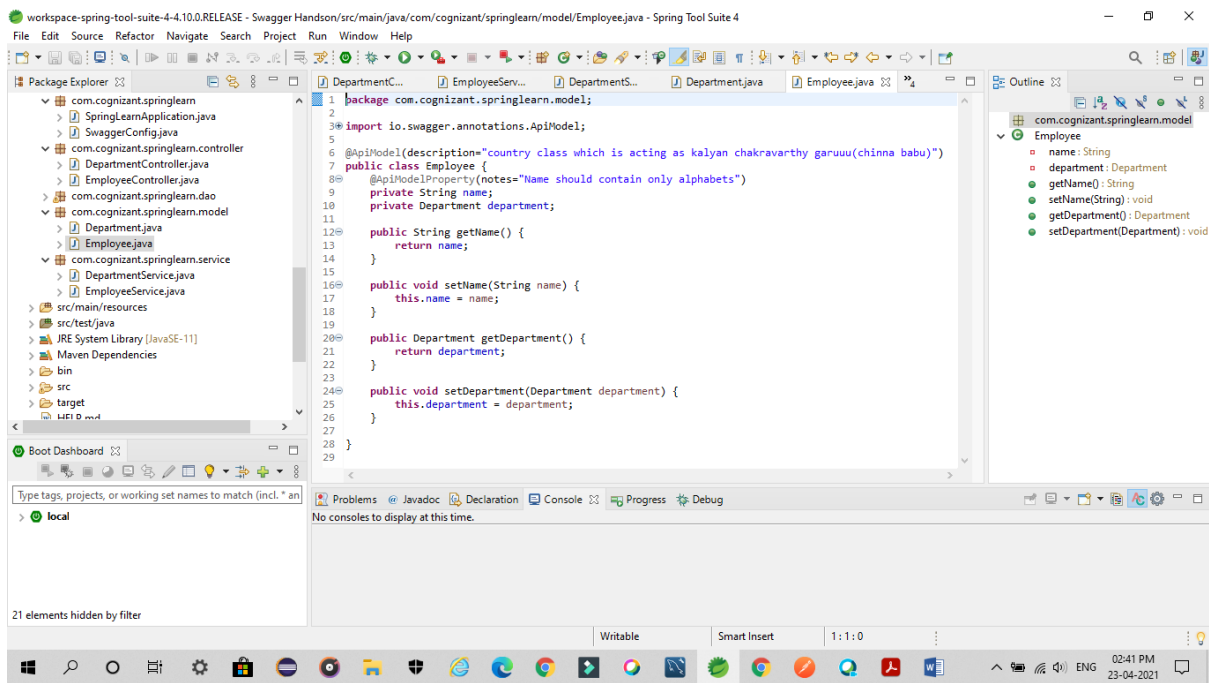 workspace-spring-tool-suite-4-4.10.0.RELEASE - Swagger Handson/src/main/java/com/cognizant/springlearn/model/Employee.java - Spring Tool Suite 4
File Edit Source Refactor Navigate Search Project Run Window Help
Package Explorer
com.cognizant.springlearn
SpringLearnApplication.java
SwaggerConfig.java
com.cognizant.springlearn.controller
DepartmentController.java
EmployeeController.java
com.cognizant.springlearn.dao
com.cognizant.springlearn.model
Department.java
Employee.java
com.cognizant.springlearn.service
DepartmentService.java
EmployeeService.java
src/main/resources
src/test/java
JRE System Library [JavaSE-11]
Maven Dependencies
bin
src
target
HELP.md
Boot Dashboard
Type tags, projects, or working set names to match (incl. * an
local
21 elements hidden by filter
DepartmentC... EmployeeServ... DepartmentS... Department.java Employee.java »4
1 package com.cognizant.springlearn.model;
2
3 import io.swagger.annotations.ApiModel;
5
6 @ApiModel(description="country class which is acting as kalyan chakravarthy garuuu(chinna babu)")
7 public class Employee {
8 @ApiModelProperty(notes="Name should contain only alphabets")
9 private String name;
10 private Department department;
11
12 public String getName() {
13 return name;
14 }
15
16 public void setName(String name) {
17 this.name = name;
18 }
19
20 public Department getDepartment() {
21 return department;
22 }
23
24 public void setDepartment(Department department) {
25 this.department = department;
26 }
27
28 }
29
Outline
com.cognizant.springlearn.model
Employee
name : String
department : Department
getName() : String
setName(String) : void
getDepartment() : Department
setDepartment(Department) : void
Problems @ Javadoc Declaration Console Progress Debug
No consoles to display at this time.
Writable Smart Insert 1 : 1 : 0
ENG 02:41 PM
23-04-2021